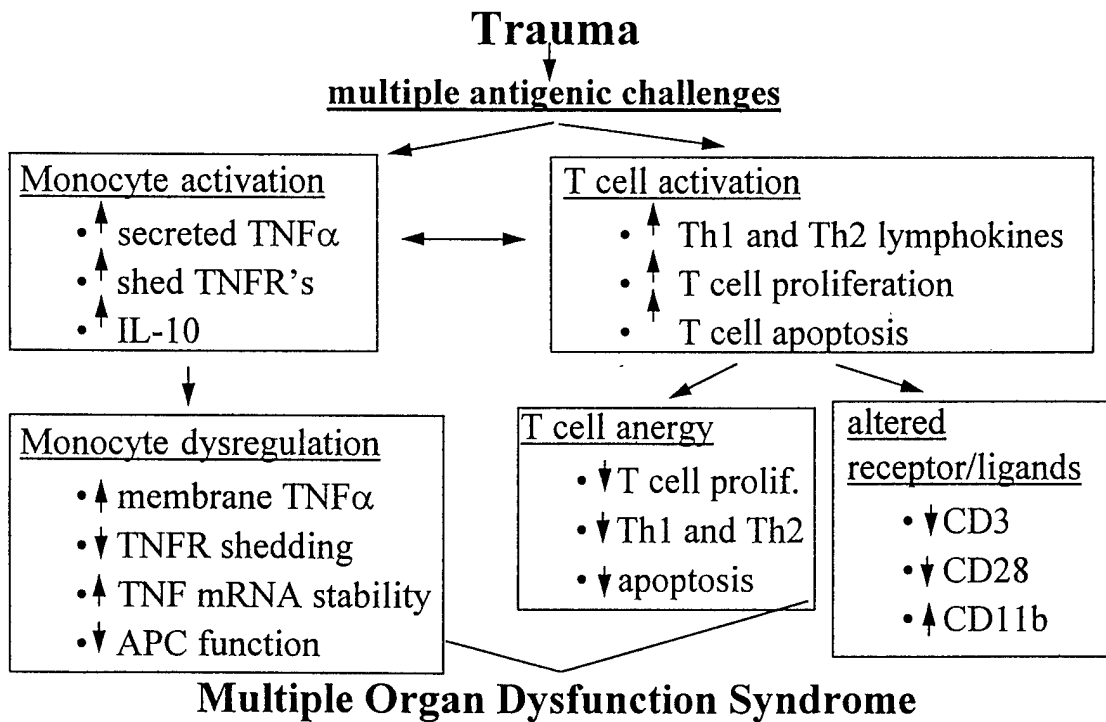 Trauma
multiple antigenic challenges
Monocyte activation
• ↑ secreted TNFα
• ↑ shed TNFR's
• ↑ IL-10
T cell activation
• ↑ Th1 and Th2 lymphokines
• ↑ T cell proliferation
• ↑ T cell apoptosis
Monocyte dysregulation
• ↑ membrane TNFα
• ↓ TNFR shedding
• ↑ TNF mRNA stability
• ↓ APC function
T cell anergy
• ↓ T cell prolif.
• ↓ Th1 and Th2
• ↓ apoptosis
altered
receptor/ligands
• ↓ CD3
• ↓ CD28
• ↑ CD11b
Multiple Organ Dysfunction Syndrome